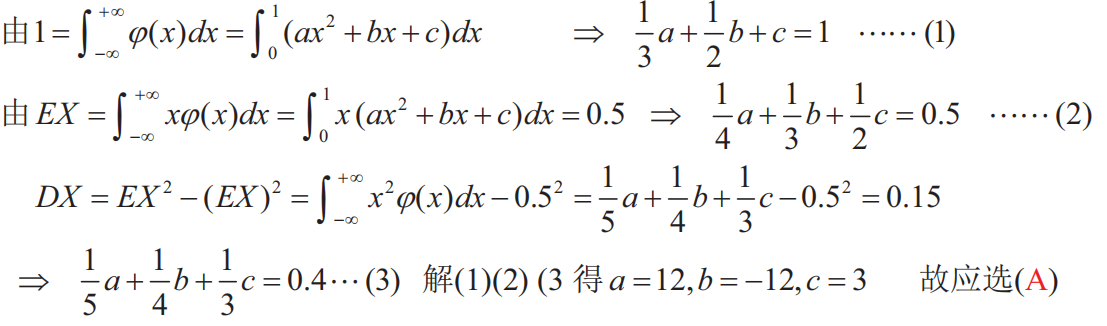 由 1 = ∫_{-∞}^{+∞} φ(x)dx = ∫_0^1 (ax² + bx + c)dx ⇒ 1/3 a + 1/2 b + c = 1 ……(1)
由 EX = ∫_{-∞}^{+∞} xφ(x)dx = ∫_0^1 x(ax² + bx + c)dx = 0.5 ⇒ 1/4 a + 1/3 b + 1/2 c = 0.5 ……(2)
DX = EX² − (EX)² = ∫_{-∞}^{+∞} x²φ(x)dx − 0.5² = 1/5 a + 1/4 b + 1/3 c − 0.5² = 0.15
⇒ 1/5 a + 1/4 b + 1/3 c = 0.4⋯(3) 解(1)(2) (3 得 a = 12, b = −12, c = 3 故应选(A)